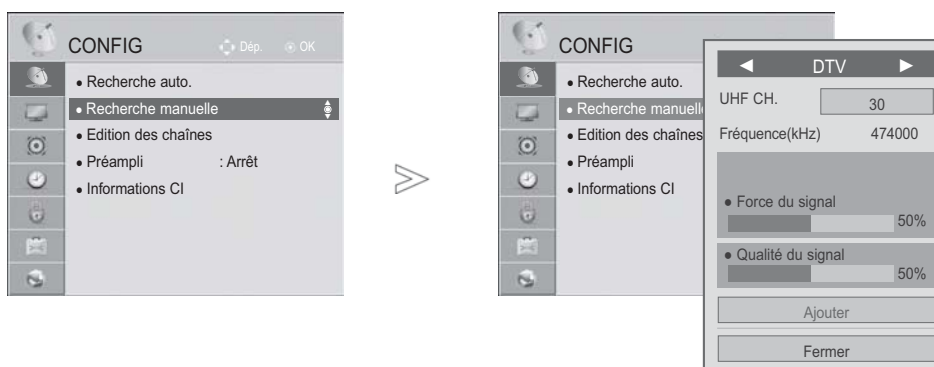 CONFIG
Dép. OK
• Recherche auto.
• Recherche manuelle
• Edition des chaînes
• Préampli : Arrêt
• Informations CI
CONFIG
• Recherche auto.
• Recherche manuell
• Edition des chaînes
• Préampli
• Informations CI
◄ DTV ►
UHF CH. 30
Fréquence(kHz) 474000
• Force du signal
50%
• Qualité du signal
50%
Ajouter
Fermer